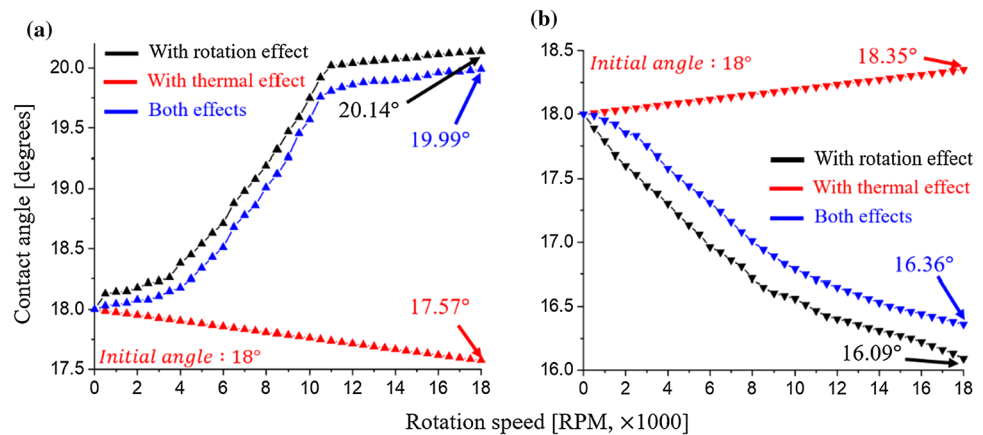 (a)
With rotation effect
With thermal effect
Both effects
20.14°
19.99°
17.57°
Initial angle : 18°
20.0
19.5
19.0
18.5
18.0
17.5
0 2 4 6 8 10 12 14 16 18
Contact angle [degrees]
(b)
Initial angle : 18°
18.35°
With rotation effect
With thermal effect
Both effects
16.36°
16.09°
18.5
18.0
17.5
17.0
16.5
16.0
0 2 4 6 8 10 12 14 16 18
Rotation speed [RPM, ×1000]